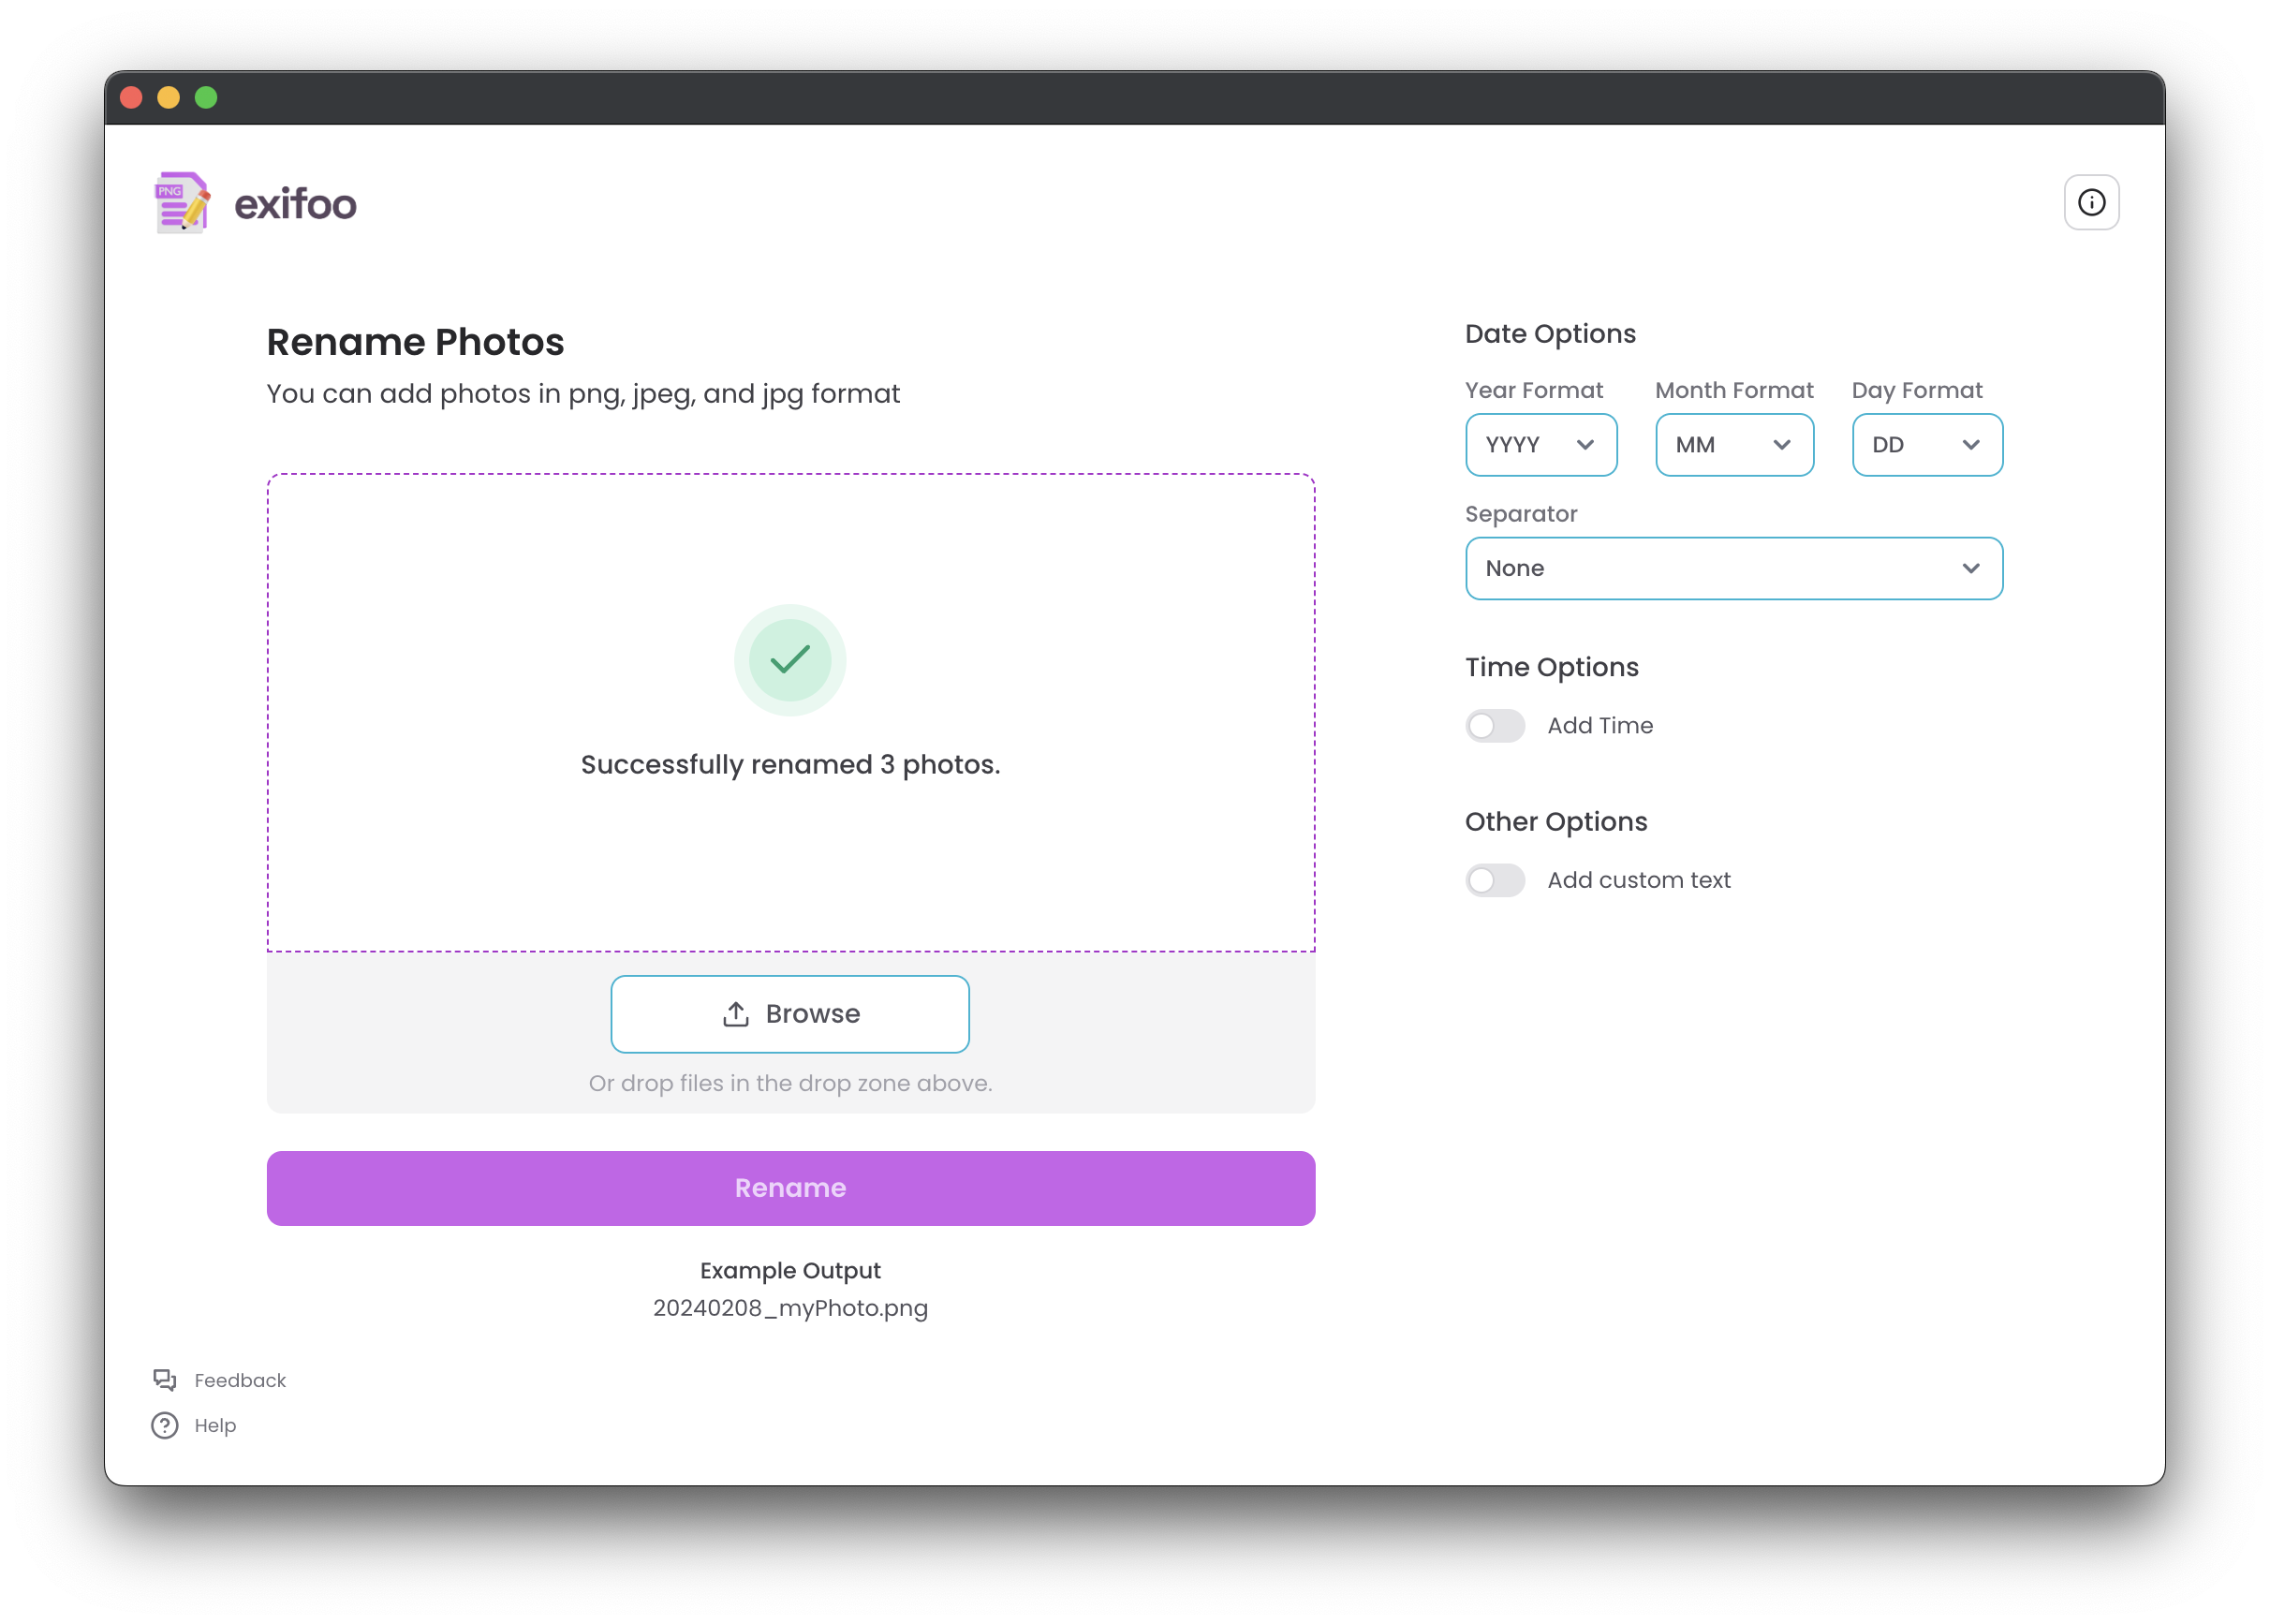 PNG
exifoo
Rename Photos
You can add photos in png, jpeg, and jpg format
Successfully renamed 3 photos.
Browse
Or drop files in the drop zone above.
Rename
Example Output
20240208_myPhoto.png
Date Options
Year Format Month Format Day Format
YYYY MM DD
Separator
None
Time Options
Add Time
Other Options
Add custom text
Feedback
Help